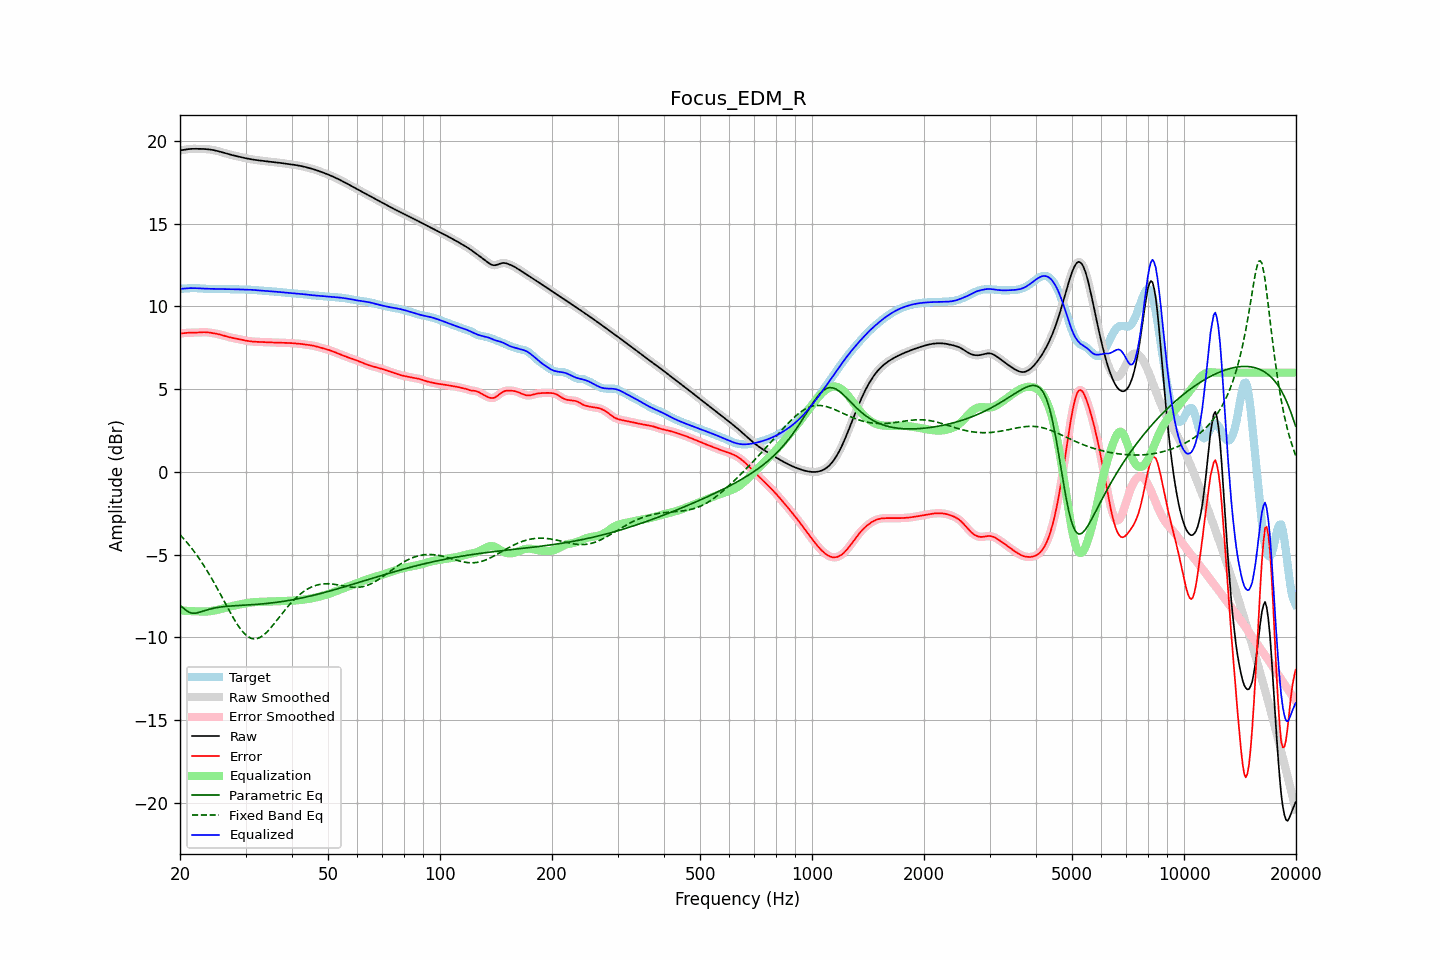 Focus_EDM_R
Amplitude (dBr)
20
15
10
5
0
−5
−10
−15
−20
Target
Raw Smoothed
Error Smoothed
Raw
Error
Equalization
Parametric Eq
Fixed Band Eq
Equalized
20 50 100 200 500 1000 2000 5000 10000 20000
Frequency (Hz)